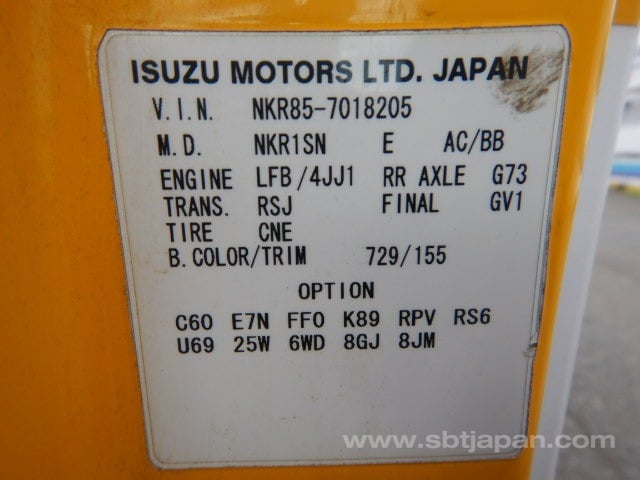 ISUZU MOTORS LTD. JAPAN
V.I.N. NKR85-7018205
M.D. NKR1SN E AC/BB
ENGINE LFB/4JJ1 RR AXLE G73
TRANS. RSJ FINAL GV1
TIRE CNE
B.COLOR/TRIM 729/155
OPTION
C60 E7N FF0 K89 RPV RS6
U69 25W 6WD 8GJ 8JM
www.sbtjapan.com